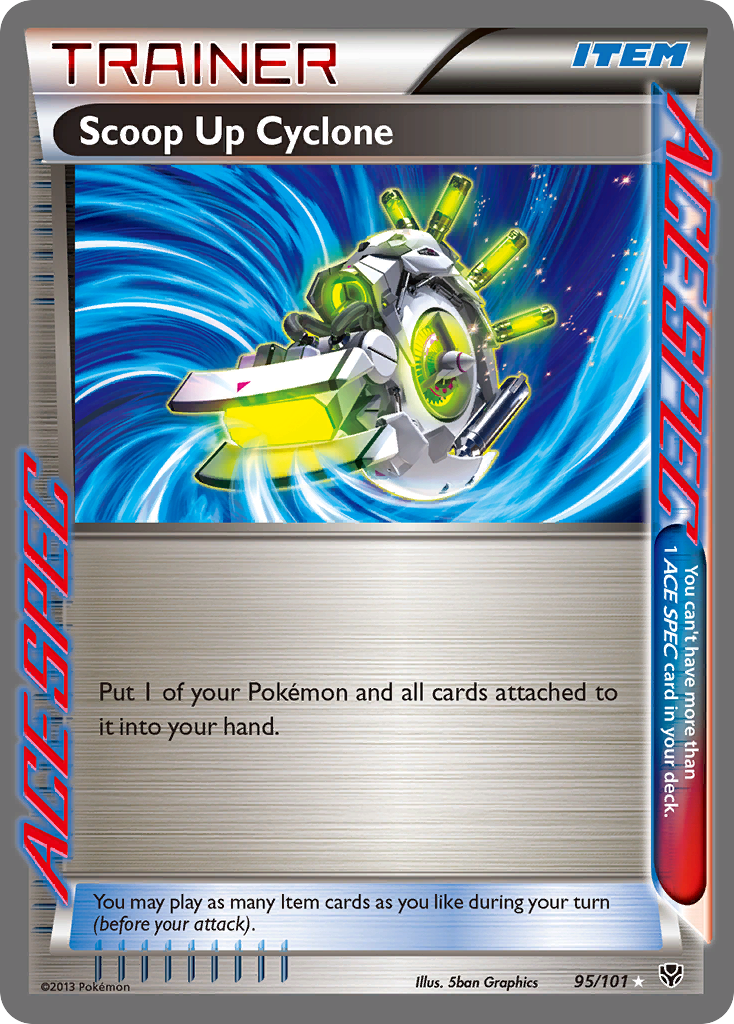 TRAINER
ITEM
Scoop Up Cyclone
ACE SPEC
ACE SPEC
You can't have more than
1 ACE SPEC card in your deck.
Put 1 of your Pokémon and all cards attached to
it into your hand.
You may play as many Item cards as you like during your turn
(before your attack).
©2013 Pokémon
Illus. 5ban Graphics
95/101